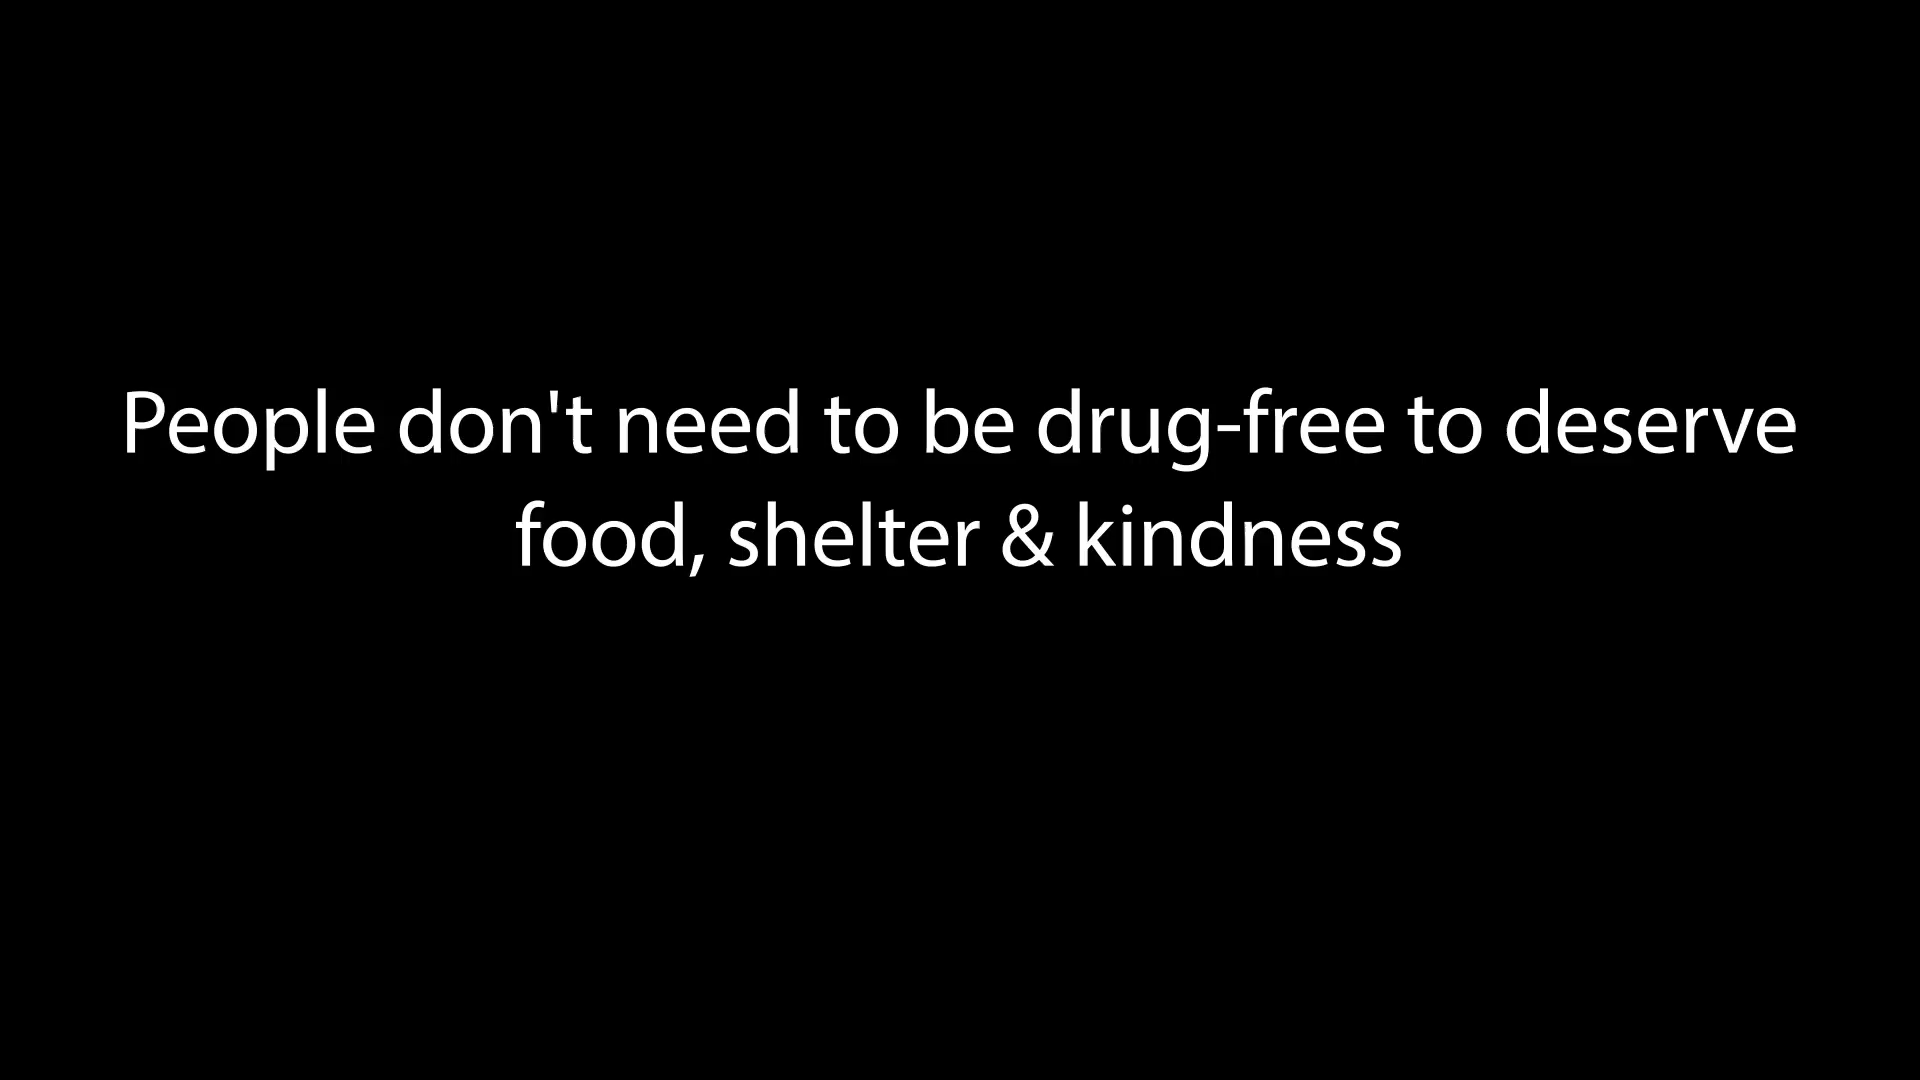 People don't need to be drug-free to deserve
food, shelter & kindness